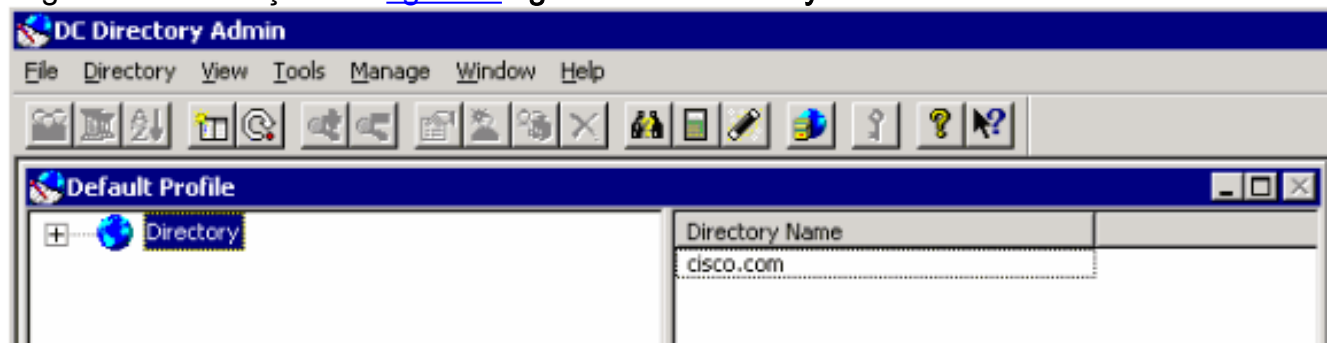 DC Directory Admin
File Directory View Tools Manage Window Help
Default Profile
Directory
Directory Name
cisco.com